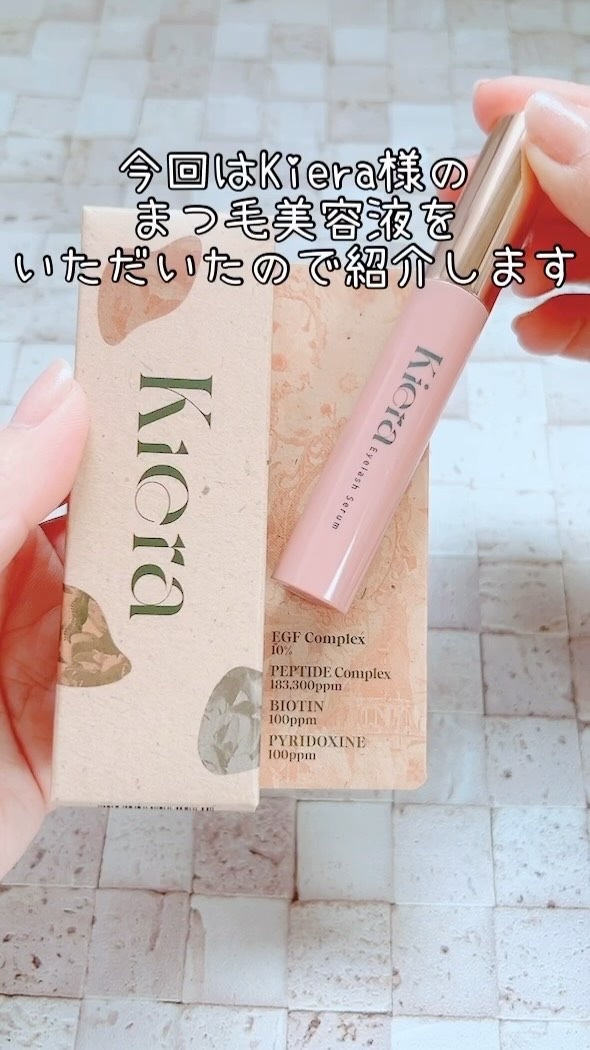 今回はKiera様の
まつ毛美容液を
いただいたので紹介します
Kiera
Kiera Eyelash Serum
EGF Complex
10%
PEPTIDE Complex
183,300ppm
BIOTIN
100ppm
PYRIDOXINE
100ppm